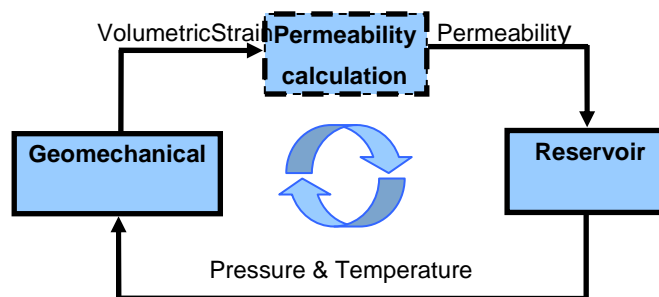 VolumetricStrain
Permeability
calculation
Permeability
Geomechanical
Reservoir
Pressure & Temperature